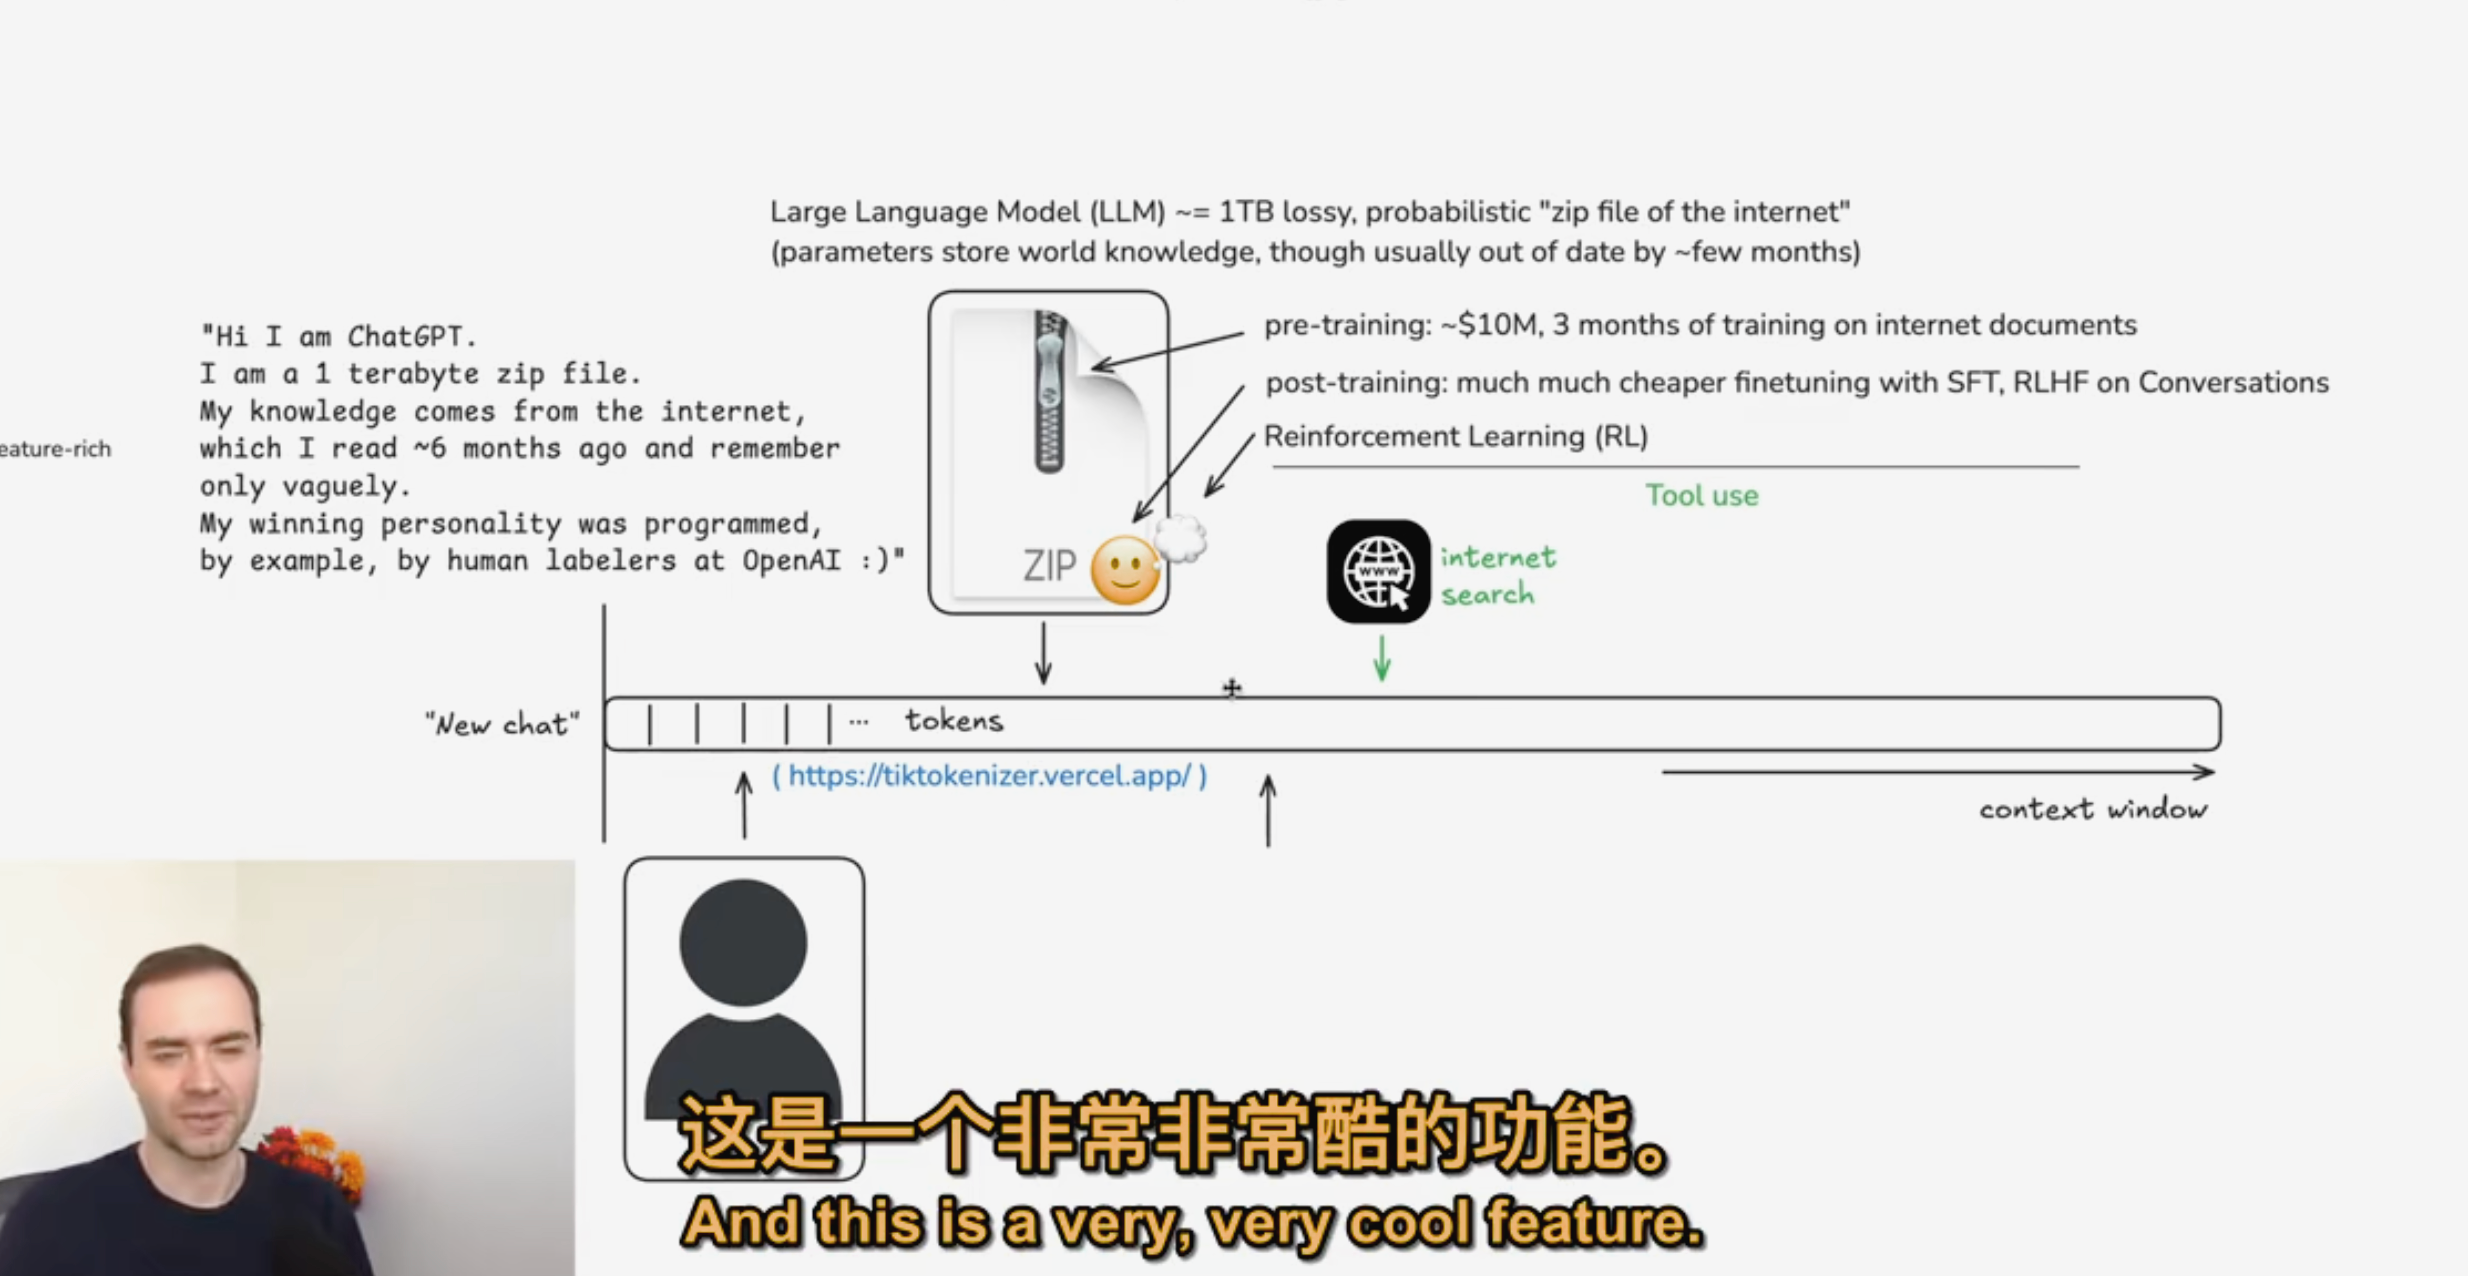 Large Language Model (LLM) ~= 1TB lossy, probabilistic "zip file of the internet"
(parameters store world knowledge, though usually out of date by ~few months)
"Hi I am ChatGPT.
I am a 1 terabyte zip file.
My knowledge comes from the internet,
which I read ~6 months ago and remember
only vaguely.
My winning personality was programmed,
by example, by human labelers at OpenAI :)"
eature-rich
pre-training: ~$10M, 3 months of training on internet documents
post-training: much much cheaper finetuning with SFT, RLHF on Conversations
Reinforcement Learning (RL)
Tool use
ZIP
www
internet
search
"New chat"
... tokens
( https://tiktokenizer.vercel.app/ )
context window
这是一个非常非常酷的功能。
And this is a very, very cool feature.